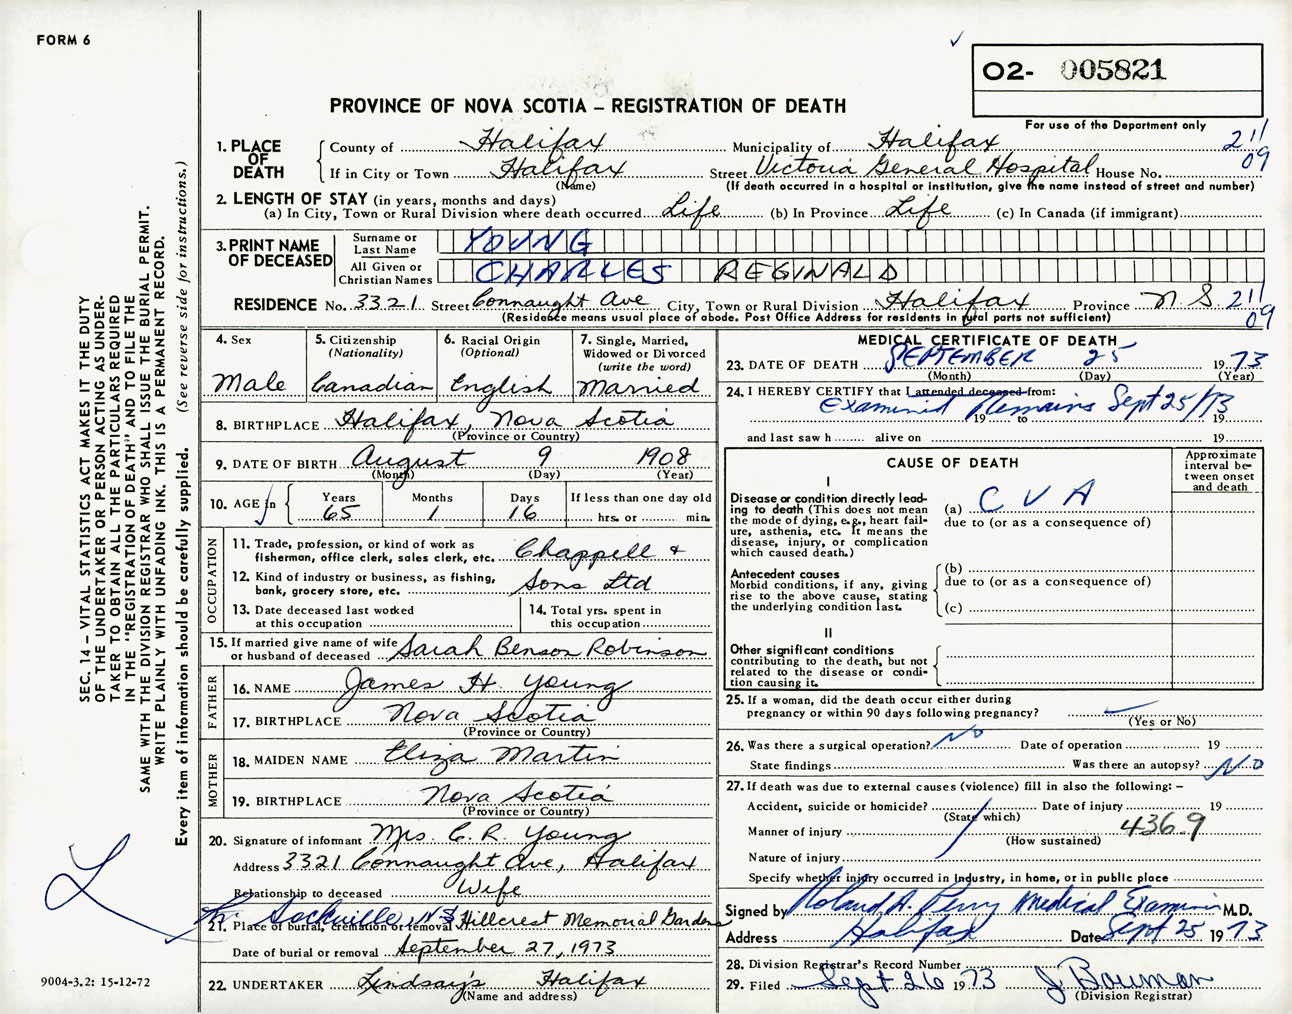 FORM 6
O2- 005821
PROVINCE OF NOVA SCOTIA – REGISTRATION OF DEATH
For use of the Department only
1. PLACE OF DEATH
County of Halifax Municipality of Halifax 211
If in City or Town Halifax Street Victoria General Hospital House No. 09
(Name) (If death occurred in a hospital or institution, give the name instead of street and number)
2. LENGTH OF STAY (in years, months and days)
(a) In City, Town or Rural Division where death occurred Life (b) In Province Life (c) In Canada (if immigrant)
3. PRINT NAME OF DECEASED
Surname or Last Name YOUNG
All Given or Christian Names CHARLES REGINALD
RESIDENCE No. 3321 Street Connaught Ave City, Town or Rural Division Halifax Province N.S. 211
(Residence means usual place of abode. Post Office Address for residents in rural parts not sufficient) 09
4. Sex
Male
5. Citizenship
(Nationality)
Canadian
6. Racial Origin
(Optional)
English
7. Single, Married,
Widowed or Divorced
(write the word)
Married
8. BIRTHPLACE Halifax, Nova Scotia
(Province or Country)
9. DATE OF BIRTH August 9 1908
(Month) (Day) (Year)
10. AGE in
Years Months Days If less than one day old
65 1 16 hrs. or min.
OCCUPATION
11. Trade, profession, or kind of work as
fisherman, office clerk, sales clerk, etc. Chappell &
12. Kind of industry or business, as fishing,
bank, grocery store, etc. Sons Ltd
13. Date deceased last worked
at this occupation
14. Total yrs. spent in
this occupation
15. If married give name of wife
or husband of deceased Sarah Benson Robinson
FATHER
16. NAME James H. Young
17. BIRTHPLACE Nova Scotia
(Province or Country)
MOTHER
18. MAIDEN NAME Eliza Martin
19. BIRTHPLACE Nova Scotia
(Province or Country)
20. Signature of informant Mrs. C. R. Young
Address 3321 Connaught Ave, Halifax
Relationship to deceased Wife
Sackville NS Hillcrest Memorial Gardens
21. Place of burial, cremation or removal
Date of burial or removal September 27, 1973
22. UNDERTAKER Lindsay's Halifax
(Name and address)
MEDICAL CERTIFICATE OF DEATH
23. DATE OF DEATH SEPTEMBER 25 1973
(Month) (Day) (Year)
24. I HEREBY CERTIFY that I attended deceased from:
Examined Remains Sept 25/73
19 to 19
and last saw h alive on 19
CAUSE OF DEATH
Approximate
interval be-
tween onset
and death
I
Disease or condition directly lead-
ing to death (This does not mean
the mode of dying, e.g., heart fail-
ure, asthenia, etc. It means the
disease, injury, or complication
which caused death.)
(a) C V A
due to (or as a consequence of)
Antecedent causes
Morbid conditions, if any, giving
rise to the above cause, stating
the underlying condition last.
(b)
due to (or as a consequence of)
(c)
II
Other significant conditions
contributing to the death, but not
related to the disease or condi-
tion causing it.
25. If a woman, did the death occur either during
pregnancy or within 90 days following pregnancy?
(Yes or No)
26. Was there a surgical operation? No Date of operation 19
State findings Was there an autopsy? No
27. If death was due to external causes (violence) fill in also the following: –
Accident, suicide or homicide? Date of injury 19
(State which)
Manner of injury 436.9
(How sustained)
Nature of injury
Specify whether injury occurred in industry, in home, or in public place
Signed by Roland A. Perry Medical Examiner M.D.
Address Halifax Date Sept 25 1973
28. Division Registrar's Record Number
29. Filed Sept 26 1973 J Bouman
(Division Registrar)
SEC. 14 – VITAL STATISTICS ACT MAKES IT THE DUTY
OF THE UNDERTAKER OR PERSON ACTING AS UNDER-
TAKER TO OBTAIN ALL THE PARTICULARS REQUIRED
IN THE "REGISTRATION OF DEATH" AND TO FILE THE
SAME WITH THE DIVISION REGISTRAR WHO SHALL ISSUE THE BURIAL PERMIT.
WRITE PLAINLY WITH UNFADING INK. THIS IS A PERMANENT RECORD.
Every item of information should be carefully supplied. (See reverse side for instructions.)
9004-3.2: 15-12-72